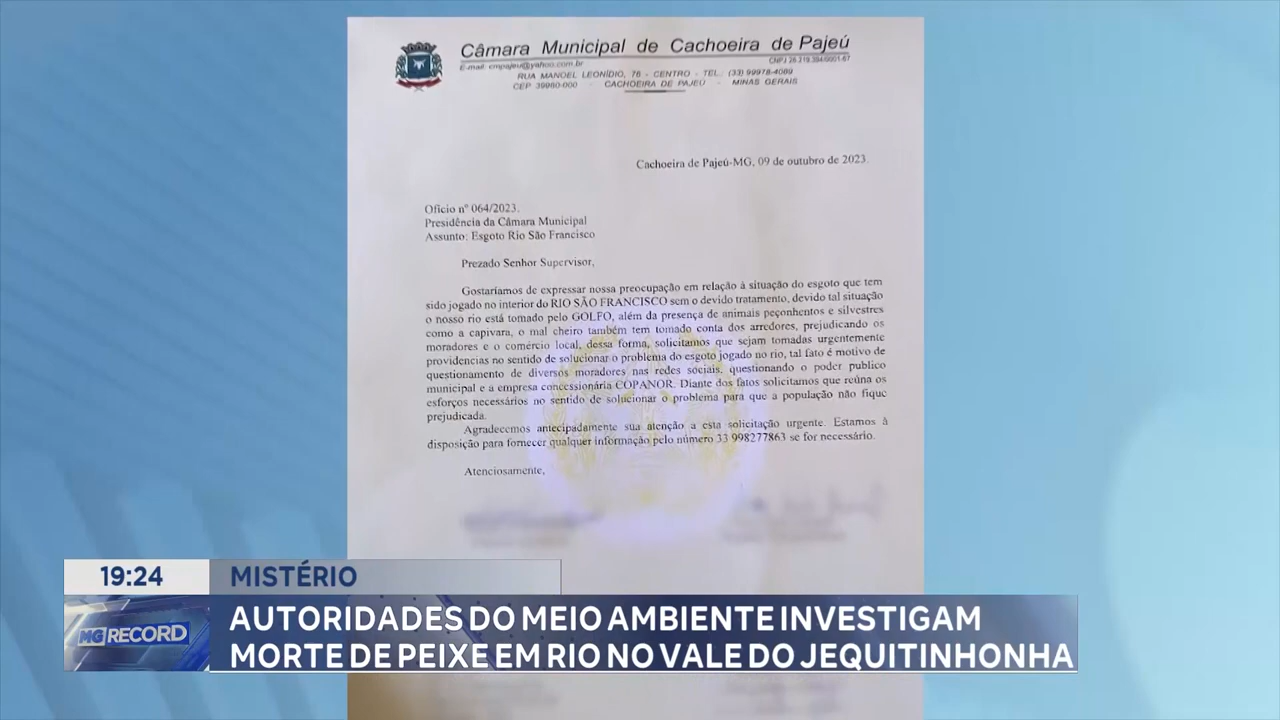 Câmara Municipal de Cachoeira de Pajeú
E-mail: cmpajeu@yahoo.com.br CNPJ 26.219.394/0001-67
RUA MANOEL LEONÍDIO, 76 - CENTRO - TEL.: (33) 99978-4089
CEP 39980-000 - CACHOEIRA DE PAJEÚ - MINAS GERAIS
Cachoeira de Pajeú-MG, 09 de outubro de 2023.
Oficio nº 064/2023.
Presidência da Câmara Municipal
Assunto: Esgoto Rio São Francisco
Prezado Senhor Supervisor,
Gostaríamos de expressar nossa preocupação em relação à situação do esgoto que tem
sido jogado no interior do RIO SÃO FRANCISCO sem o devido tratamento, devido tal situação
o nosso rio está tomado pelo GOLFO, além da presença de animais peçonhentos e silvestres
como a capivara, o mal cheiro também tem tomado conta dos arredores, prejudicando os
moradores e o comércio local, dessa forma, solicitamos que sejam tomadas urgentemente
providencias no sentido de solucionar o problema do esgoto jogado no rio, tal fato é motivo de
questionamento de diversos moradores nas redes sociais, questionando o poder publico
municipal e a empresa concessionária COPANOR. Diante dos fatos solicitamos que reúna os
esforços necessários no sentido de solucionar o problema para que a população não fique
prejudicada.
Agradecemos antecipadamente sua atenção a esta solicitação urgente. Estamos à
disposição para fornecer qualquer informação pelo número 33 998277863 se for necessário.
Atenciosamente,
19:24 MISTÉRIO
MG RECORD
AUTORIDADES DO MEIO AMBIENTE INVESTIGAM
MORTE DE PEIXE EM RIO NO VALE DO JEQUITINHONHA